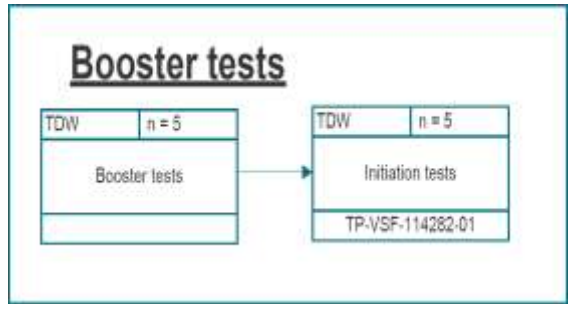 Booster tests
TDW n = 5
Booster tests
TDW n = 5
Initiation tests
TP-VSF-114282-01